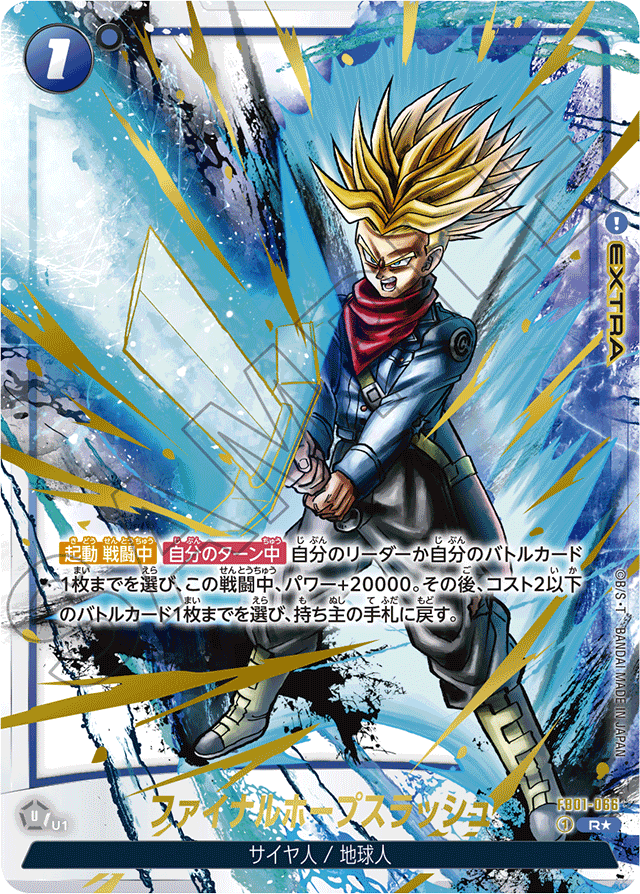 1
EXTRA
起動 戦闘中 自分のターン中 自分のリーダーか自分のバトルカード
1枚までを選び、この戦闘中、パワー+20000。その後、コスト2以下
のバトルカード1枚までを選び、持ち主の手札に戻す。
©B/S・T BANDAI MADE IN JAPAN
SAMPLE
ファイナルホープスラッシュ
FB01-066
U/U1
1 R★
サイヤ人 / 地球人